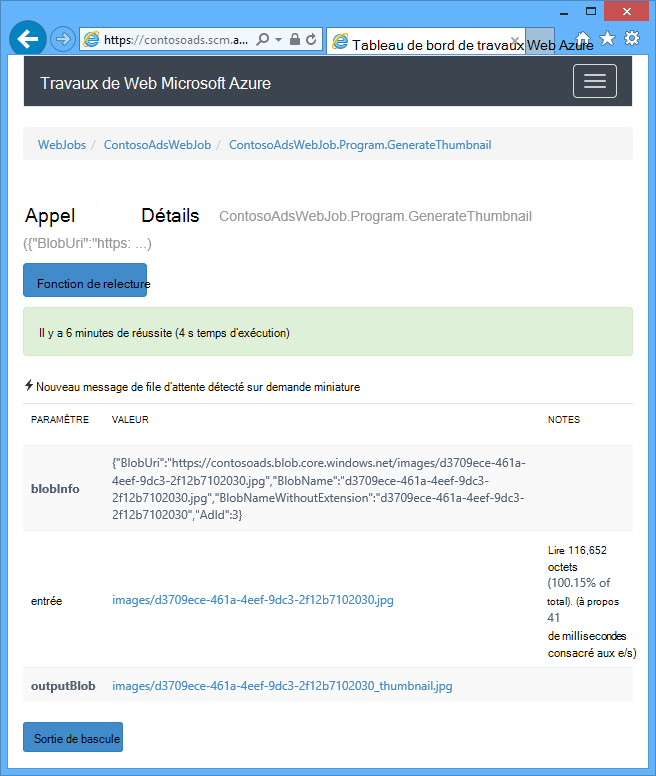 https://contosoads.scm.a...
Tableau de bord de travaux Web Azure
Travaux de Web Microsoft Azure
WebJobs / ContosoAdsWebJob / ContosoAdsWebJob.Program.GenerateThumbnail
Appel Détails ContosoAdsWebJob.Program.GenerateThumbnail
({"BlobUri":"https: ...)
Fonction de relecture
Il y a 6 minutes de réussite (4 s temps d'exécution)
Nouveau message de file d'attente détecté sur demande miniature
PARAMÈTRE VALEUR NOTES
blobInfo
{"BlobUri":"https://contosoads.blob.core.windows.net/images/d3709ece-461a-
4eef-9dc3-2f12b7102030.jpg","BlobName":"d3709ece-461a-4eef-9dc3-
2f12b7102030.jpg","BlobNameWithoutExtension":"d3709ece-461a-4eef-9dc3-
2f12b7102030","AdId":3}
entrée
images/d3709ece-461a-4eef-9dc3-2f12b7102030.jpg
Lire 116,652
octets
(100.15% of
total). (à propos
41
de millisecondes
consacré aux e/s)
outputBlob images/d3709ece-461a-4eef-9dc3-2f12b7102030_thumbnail.jpg
Sortie de bascule